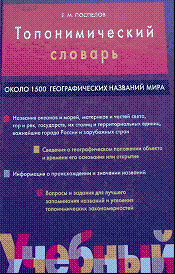 Е. М. ПОСПЕЛОВ
Топонимический
словарь
ОКОЛО 1500 ГЕОГРАФИЧЕСКИХ НАЗВАНИЙ МИРА
Названия океанов и морей, материков и частей света,
гор и рек, государств, их столиц и территориальных единиц,
важнейшие города России и зарубежных стран
Сведения о географическом положении объекта
и времени его основания или открытия
Информация о происхождении и значении названий
Вопросы и задания для лучшего
запоминания названий и усвоения
топонимических закономерностей
Учебный